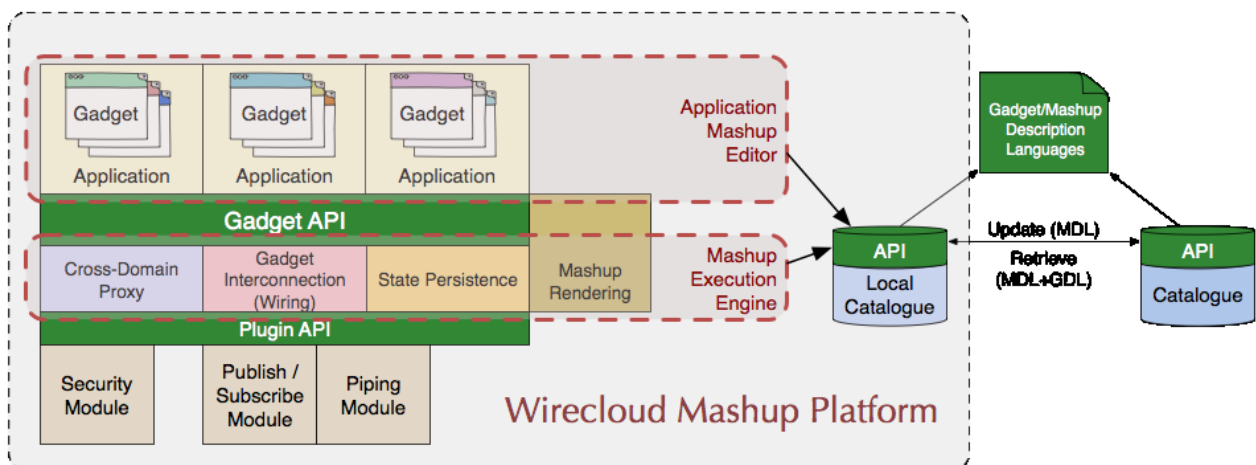 Gadget
Gadget
Gadget
Application
Application
Application
Application
Mashup
Editor
Gadget API
Cross-Domain
Proxy
Gadget
Interconnection
(Wiring)
State Persistence
Mashup
Rendering
Mashup
Execution
Engine
Plugin API
Security
Module
Publish /
Subscribe
Module
Piping
Module
Wirecloud Mashup Platform
API
Local
Catalogue
Gadget/Mashup
Description
Languages
Update (MDL)
Retrieve
(MDL+GDL)
API
Catalogue